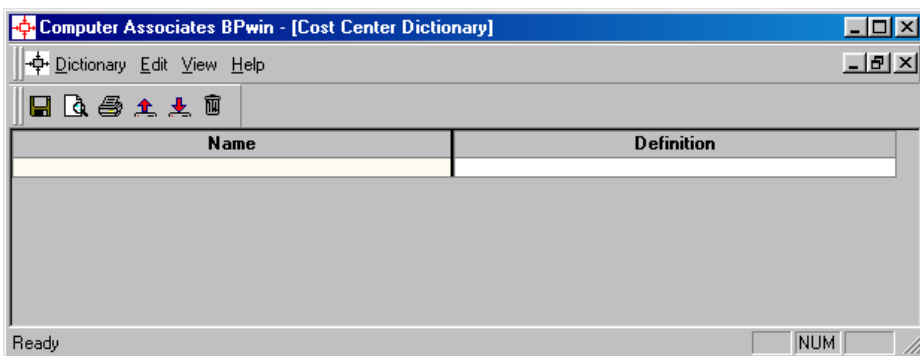 Computer Associates BPwin - [Cost Center Dictionary]
Dictionary Edit View Help
Name Definition
Ready NUM